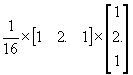 1/16 × [1 2. 1] × [1 2. 1]